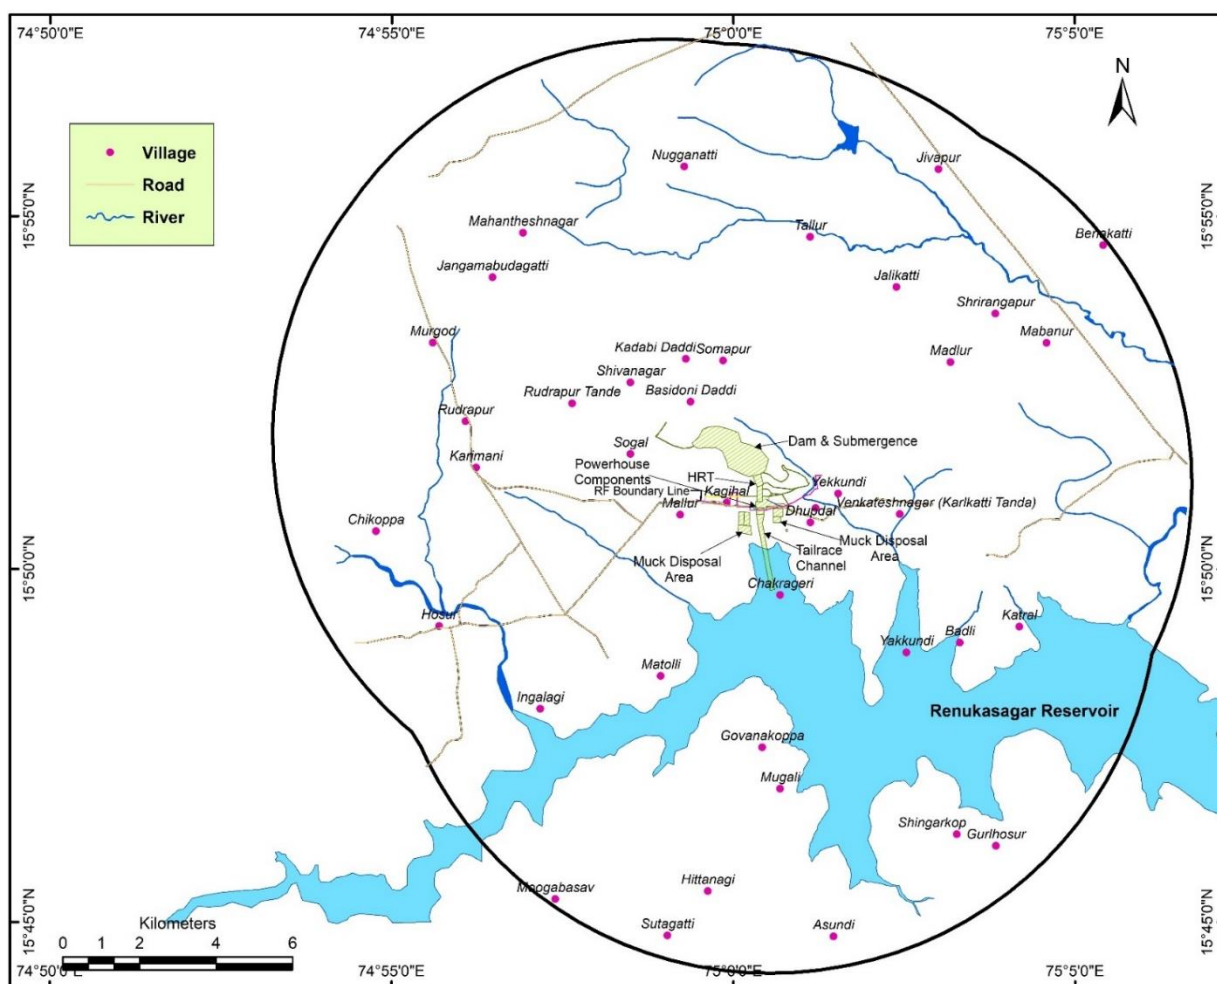 74°50'0"E
74°55'0"E
75°0'0"E
75°5'0"E
N
Village
Road
River
15°55'0"N
15°55'0"N
Nugganatti
Jivapur
Mahantheshnagar
Tallur
Benakatti
Jangamabudagatti
Jalikatti
Shrirangapur
Murgod
Mabanur
Kadabi Daddi
Somapur
Madlur
Shivanagar
Rudrapur Tande
Basidoni Daddi
Rudrapur
Sogal
Dam & Submergence
Karimani
Powerhouse
Components
HRT
RF Boundary Line
Kagihal
Yekkundi
Mallur
Venkateshnagar (Karlkatti Tanda)
Dhupdal
Chikoppa
Muck Disposal
Area
Tailrace
Channel
Muck Disposal
Area
15°50'0"N
15°50'0"N
Chakrageri
Hosur
Katral
Badli
Yakkundi
Matolli
Ingalagi
Renukasagar Reservoir
Govanakoppa
Mugali
Shingarkop
Gurlhosur
Hittanagi
Moogabasav
Sutagatti
Asundi
15°45'0"N
15°45'0"N
Kilometers
0 1 2 4 6
74°50'0"E
74°55'0"E
75°0'0"E
75°5'0"E